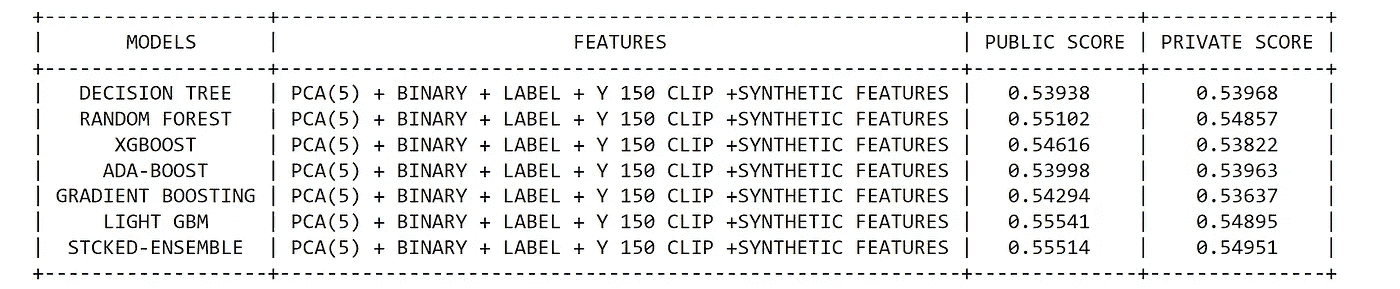 +-------------------+----------------------------------------------------------+--------------+---------------+
| MODELS | FEATURES | PUBLIC SCORE | PRIVATE SCORE |
+-------------------+----------------------------------------------------------+--------------+---------------+
| DECISION TREE | PCA(5) + BINARY + LABEL + Y 150 CLIP +SYNTHETIC FEATURES | 0.53938 | 0.53968 |
| RANDOM FOREST | PCA(5) + BINARY + LABEL + Y 150 CLIP +SYNTHETIC FEATURES | 0.55102 | 0.54857 |
| XGBOOST | PCA(5) + BINARY + LABEL + Y 150 CLIP +SYNTHETIC FEATURES | 0.54616 | 0.53822 |
| ADA-BOOST | PCA(5) + BINARY + LABEL + Y 150 CLIP +SYNTHETIC FEATURES | 0.53998 | 0.53963 |
| GRADIENT BOOSTING | PCA(5) + BINARY + LABEL + Y 150 CLIP +SYNTHETIC FEATURES | 0.54294 | 0.53637 |
| LIGHT GBM | PCA(5) + BINARY + LABEL + Y 150 CLIP +SYNTHETIC FEATURES | 0.55541 | 0.54895 |
| STCKED-ENSEMBLE | PCA(5) + BINARY + LABEL + Y 150 CLIP +SYNTHETIC FEATURES | 0.55514 | 0.54951 |
+-------------------+----------------------------------------------------------+--------------+---------------+